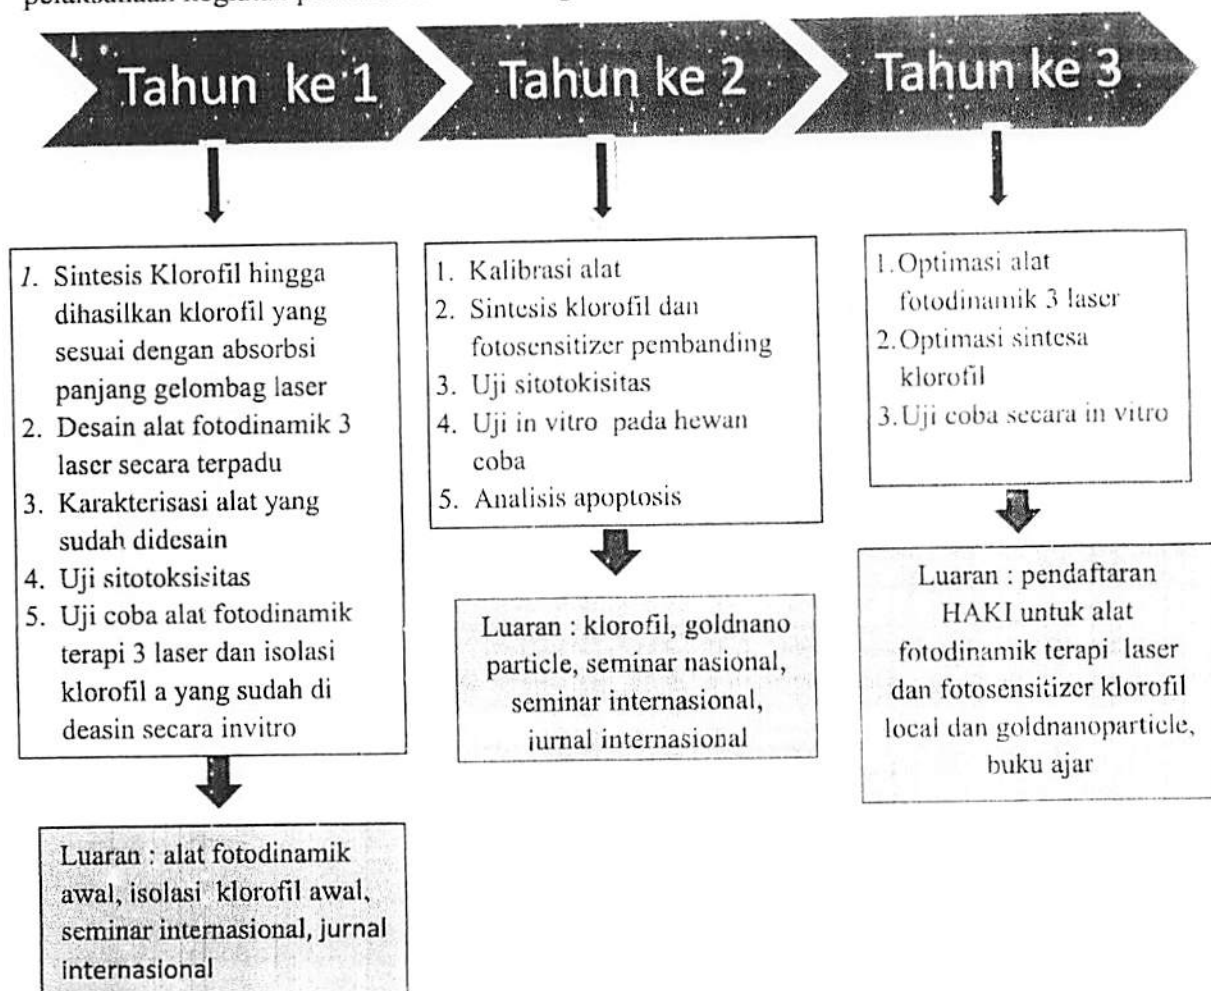 pelaksanaan kegiatan
Tahun ke 1
Tahun ke 2
Tahun ke 3
1. Sintesis Klorofil hingga
dihasilkan klorofil yang
sesuai dengan absorbsi
panjang gelombag laser
2. Desain alat fotodinamik 3
laser secara terpadu
3. Karakterisasi alat yang
sudah didesain
4. Uji sitotoksisitas
5. Uji coba alat fotodinamik
terapi 3 laser dan isolasi
klorofil a yang sudah di
deasin secara invitro
Luaran : alat fotodinamik
awal, isolasi klorofil awal,
seminar internasional, jurnal
internasional
1. Kalibrasi alat
2. Sintesis klorofil dan
fotosensitizer pembanding
3. Uji sitotokisitas
4. Uji in vitro pada hewan
coba
5. Analisis apoptosis
Luaran : klorofil, goldnano
particle, seminar nasional,
seminar internasional,
jurnal internasional
1. Optimasi alat
fotodinamik 3 laser
2. Optimasi sintesa
klorofil
3. Uji coba secara in vitro
Luaran : pendaftaran
HAKI untuk alat
fotodinamik terapi laser
dan fotosensitizer klorofil
local dan goldnanoparticle,
buku ajar